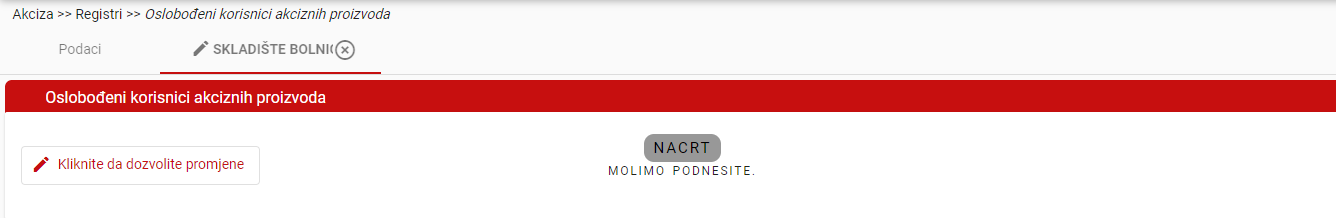 Akciza >> Registri >> Oslobođeni korisnici akciznih proizvoda
Podaci
SKLADIŠTE BOLNI
Oslobođeni korisnici akciznih proizvoda
Kliknite da dozvolite promjene
NACRT
MOLIMO PODNESITE.